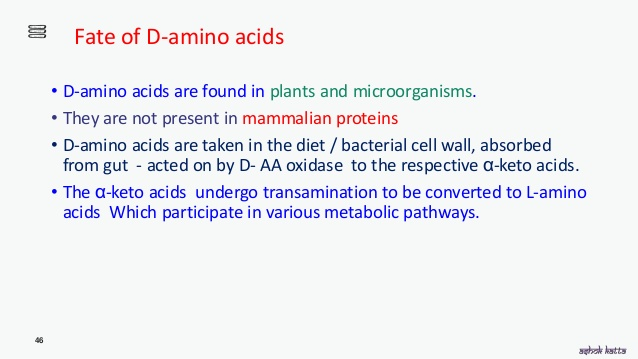 Fate of D-amino acids
• D-amino acids are found in plants and microorganisms.
• They are not present in mammalian proteins
• D-amino acids are taken in the diet / bacterial cell wall, absorbed
from gut - acted on by D- AA oxidase to the respective α-keto acids.
• The α-keto acids undergo transamination to be converted to L-amino
acids Which participate in various metabolic pathways.
46
Ashok Katta